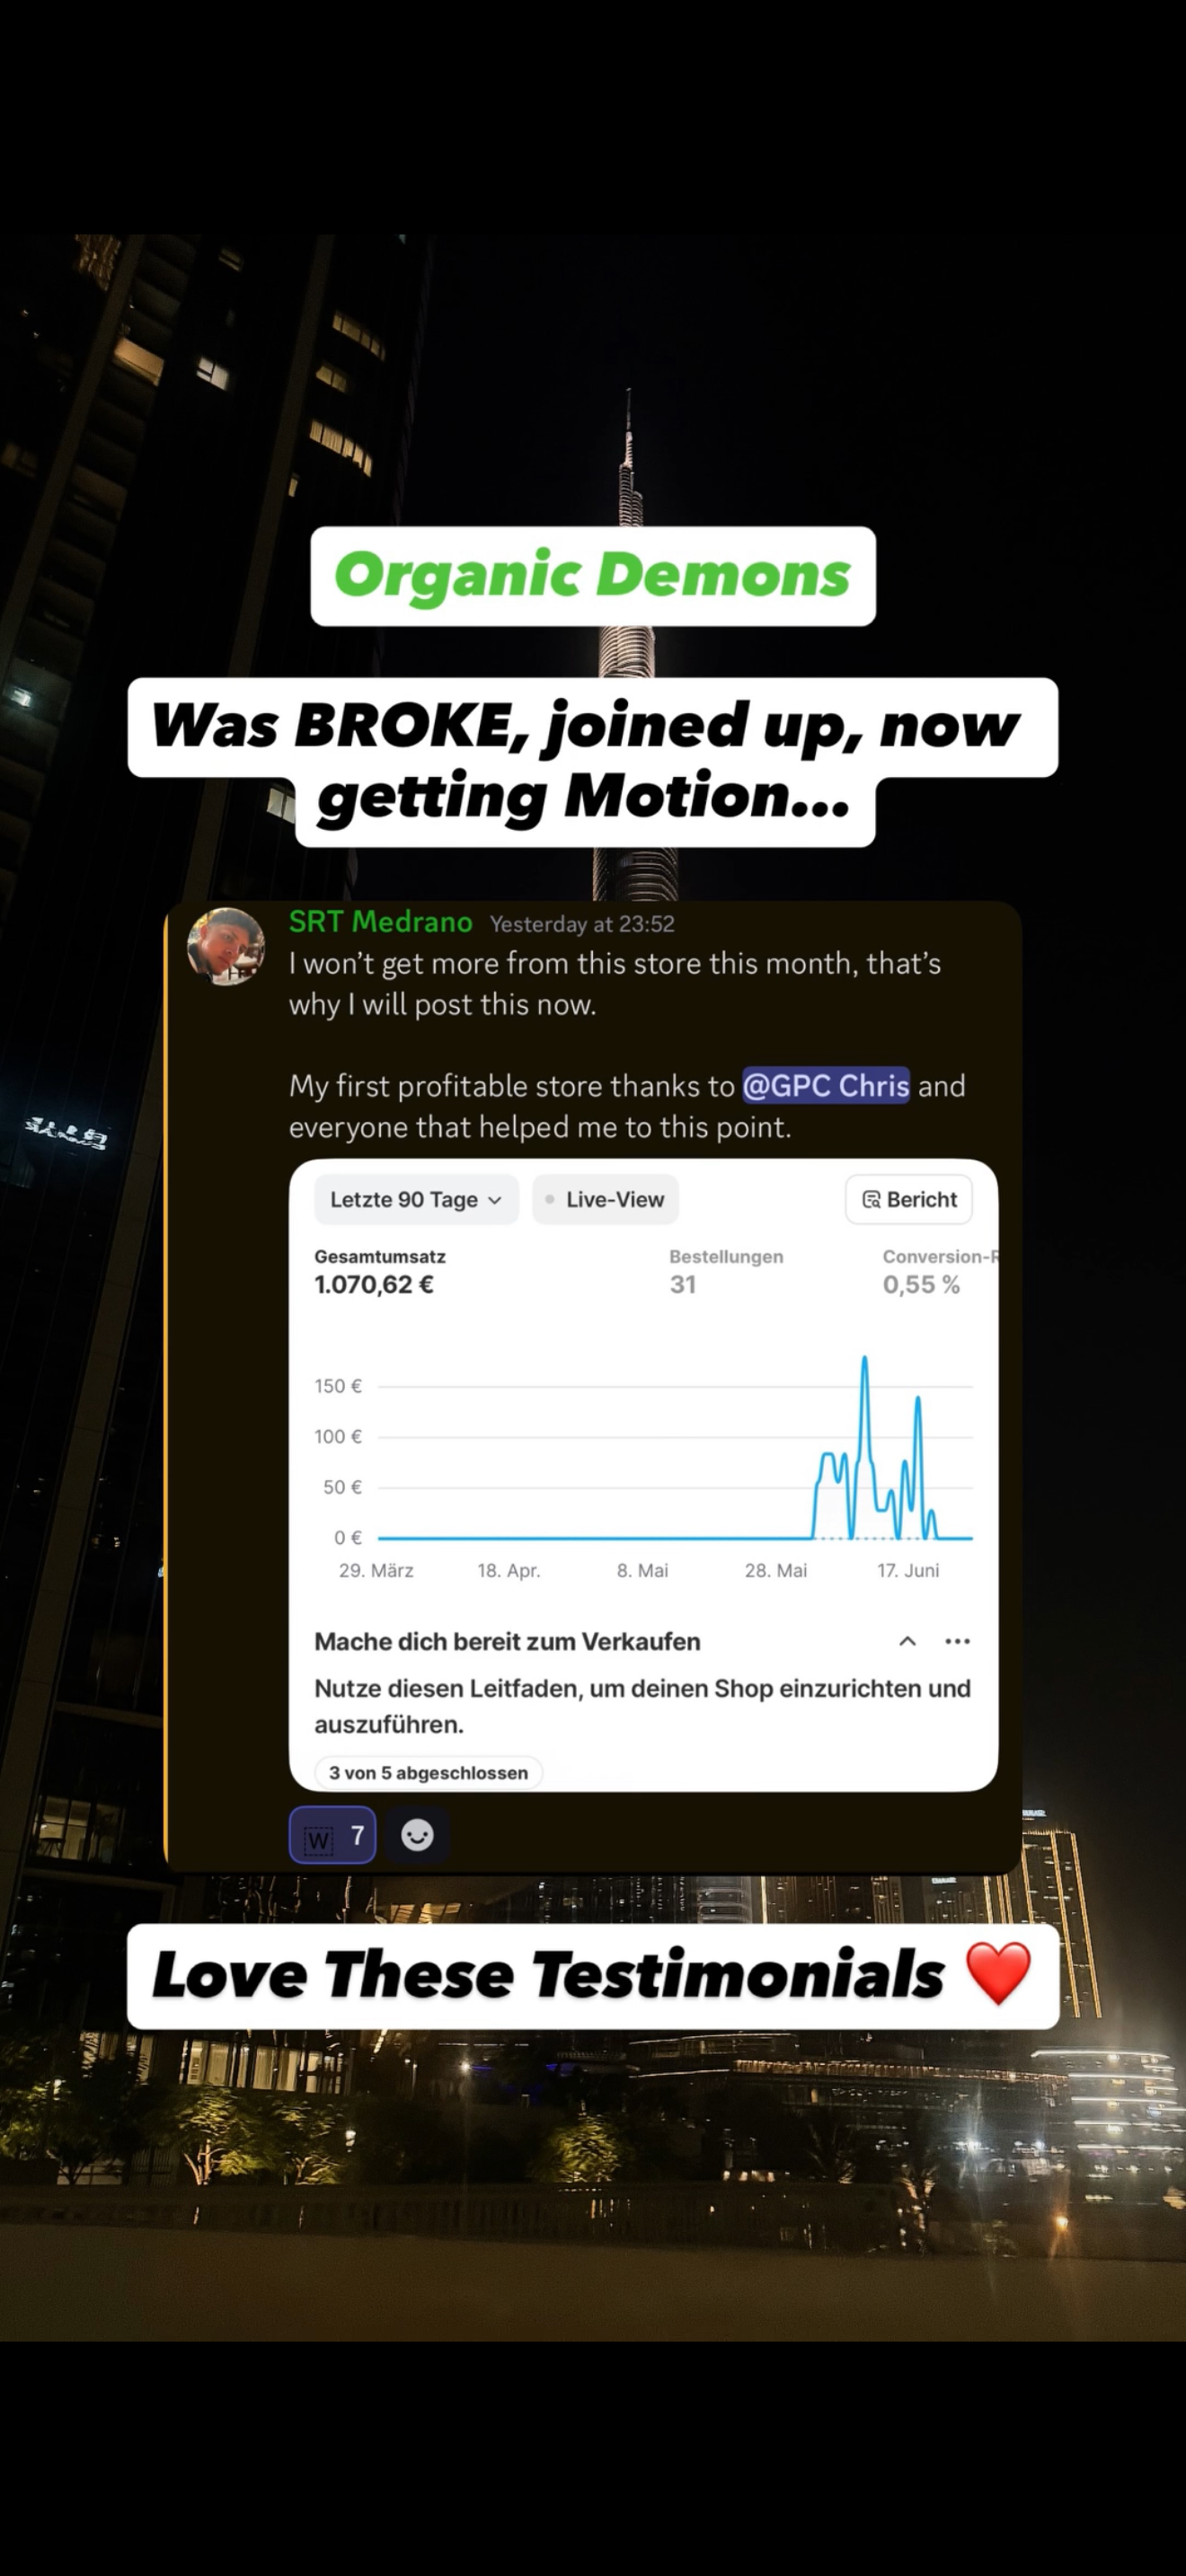 Organic Demons
Was BROKE, joined up, now
getting Motion...
SRT Medrano Yesterday at 23:52
I won't get more from this store this month, that's
why I will post this now.
My first profitable store thanks to @GPC Chris and
everyone that helped me to this point.
Letzte 90 Tage Live-View Bericht
Gesamtumsatz Bestellungen Conversion-R
1.070,62 € 31 0,55 %
150 €
100 €
50 €
0 €
29. März 18. Apr. 8. Mai 28. Mai 17. Juni
Mache dich bereit zum Verkaufen
Nutze diesen Leitfaden, um deinen Shop einzurichten und
auszuführen.
3 von 5 abgeschlossen
W 7
Love These Testimonials ❤️